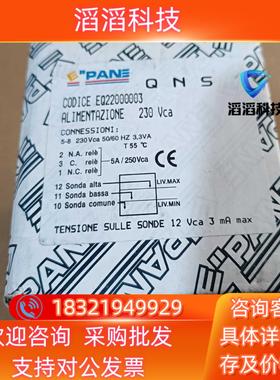 滔滔科技
E"PANE
Q N S
CODICE EQ22000003
ALIMENTAZIONE 230 Vca
CONNESSIONI:
5-8 230Vca 50/60 HZ 3,3VA
T 55 °C
2 N.A. relè
3 C. relè
1 N.C. relè
5A/250Vca
CE
12 Sonda alta
11 Sonda bassa
10 Sonda comune
LIV.MAX
LIV.MIN
TENSIONE SULLE SONDE 12 Vca 3 mA max
滔滔科技
欢迎咨询 采购批发
支持对公发票
18321949929
咨询客服
具体详情
存及价格